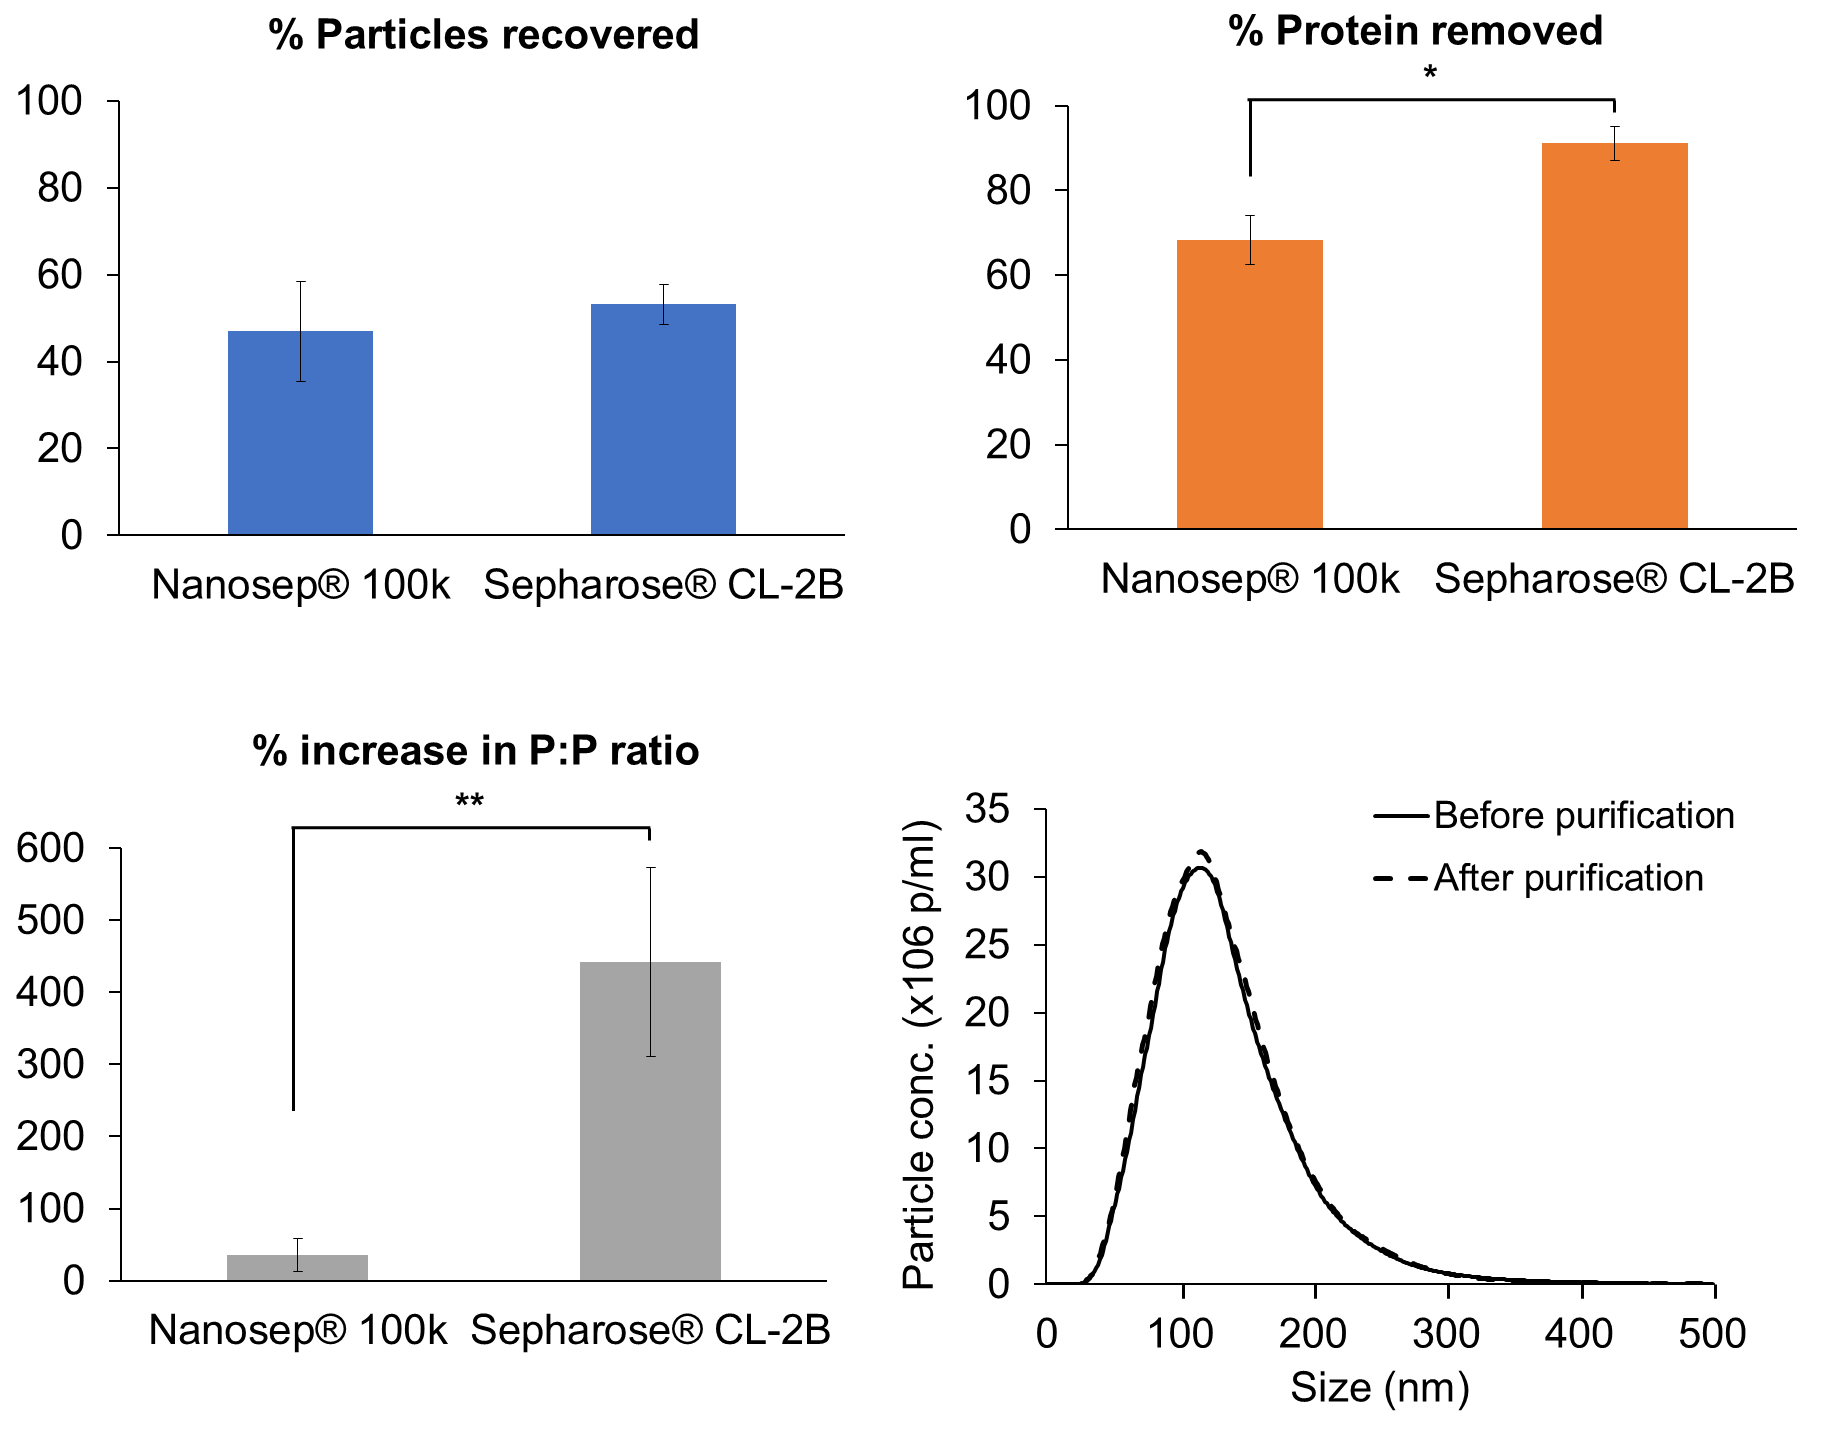 % Particles recovered
100
80
60
40
20
0
Nanosep® 100k
Sepharose® CL-2B
% Protein removed
*
100
80
60
40
20
0
Nanosep® 100k
Sepharose® CL-2B
% increase in P:P ratio
**
600
500
400
300
200
100
0
Nanosep® 100k
Sepharose® CL-2B
Particle conc. (x106 p/ml)
35
30
25
20
15
10
5
0
Before purification
After purification
0 100 200 300 400 500
Size (nm)